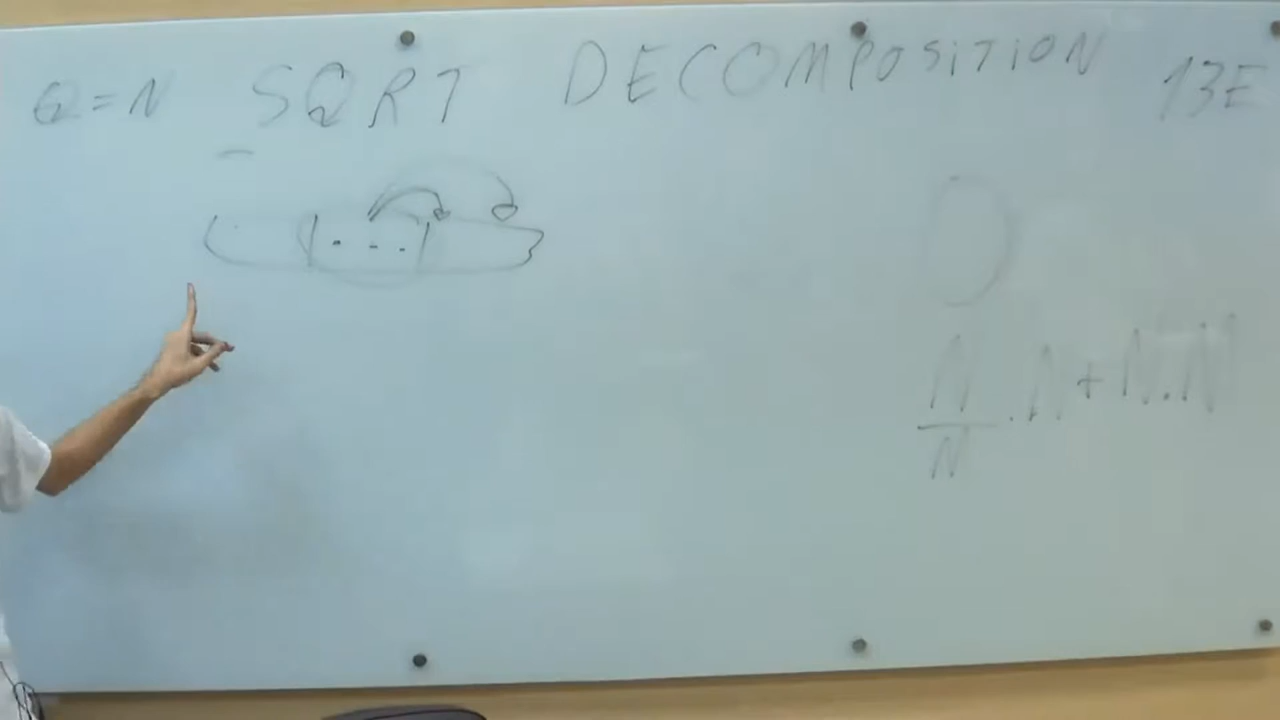 Q=N SQRT DECOMPOSITION 13E
N/N . N + N.N